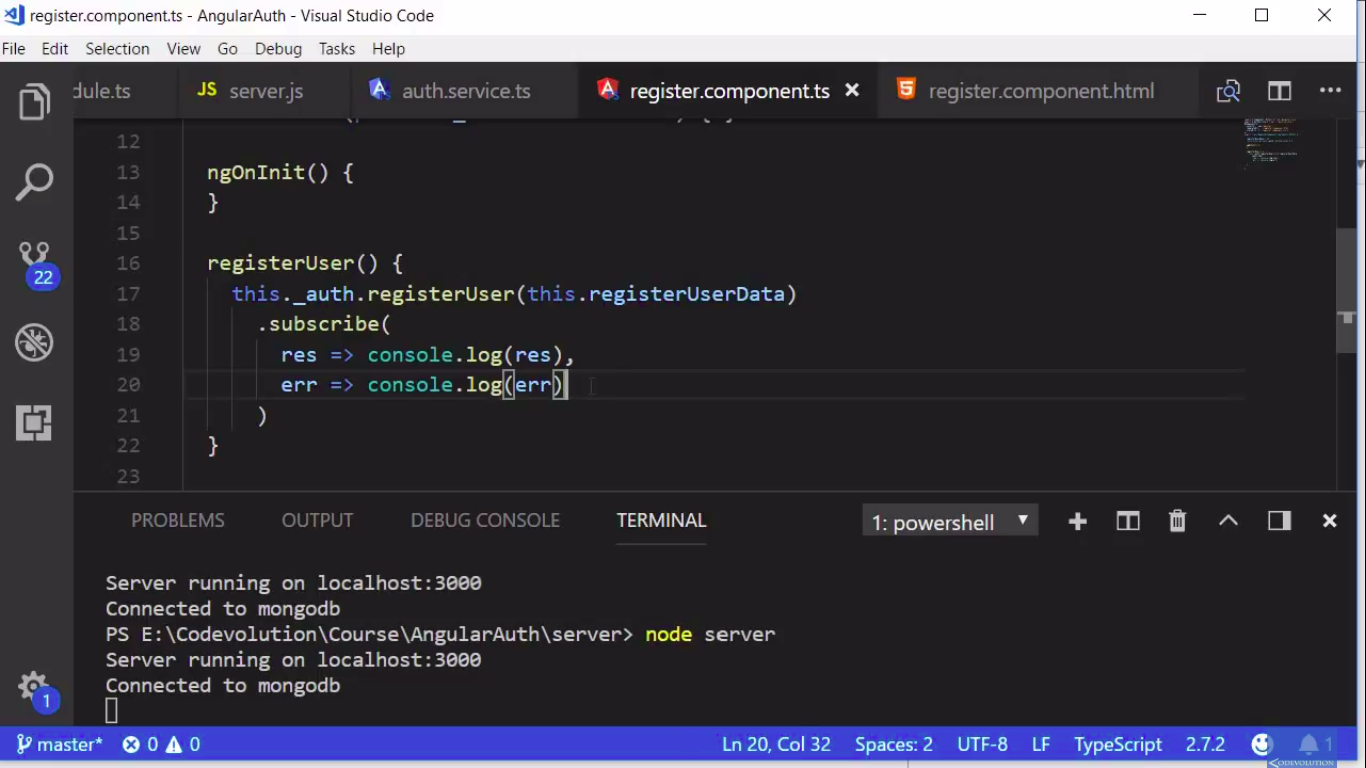 register.component.ts - AngularAuth - Visual Studio Code
File Edit Selection View Go Debug Tasks Help
dule.ts JS server.js auth.service.ts register.component.ts register.component.html
12
13 ngOnInit() {
14 }
15
16 registerUser() {
17 this._auth.registerUser(this.registerUserData)
18 .subscribe(
19 res => console.log(res),
20 err => console.log(err)
21 )
22 }
23
22
PROBLEMS OUTPUT DEBUG CONSOLE TERMINAL 1: powershell
Server running on localhost:3000
Connected to mongodb
PS E:\Codevolution\Course\AngularAuth\server> node server
Server running on localhost:3000
Connected to mongodb
1
master* 0 0 Ln 20, Col 32 Spaces: 2 UTF-8 LF TypeScript 2.7.2 1
CODEVOLUTION